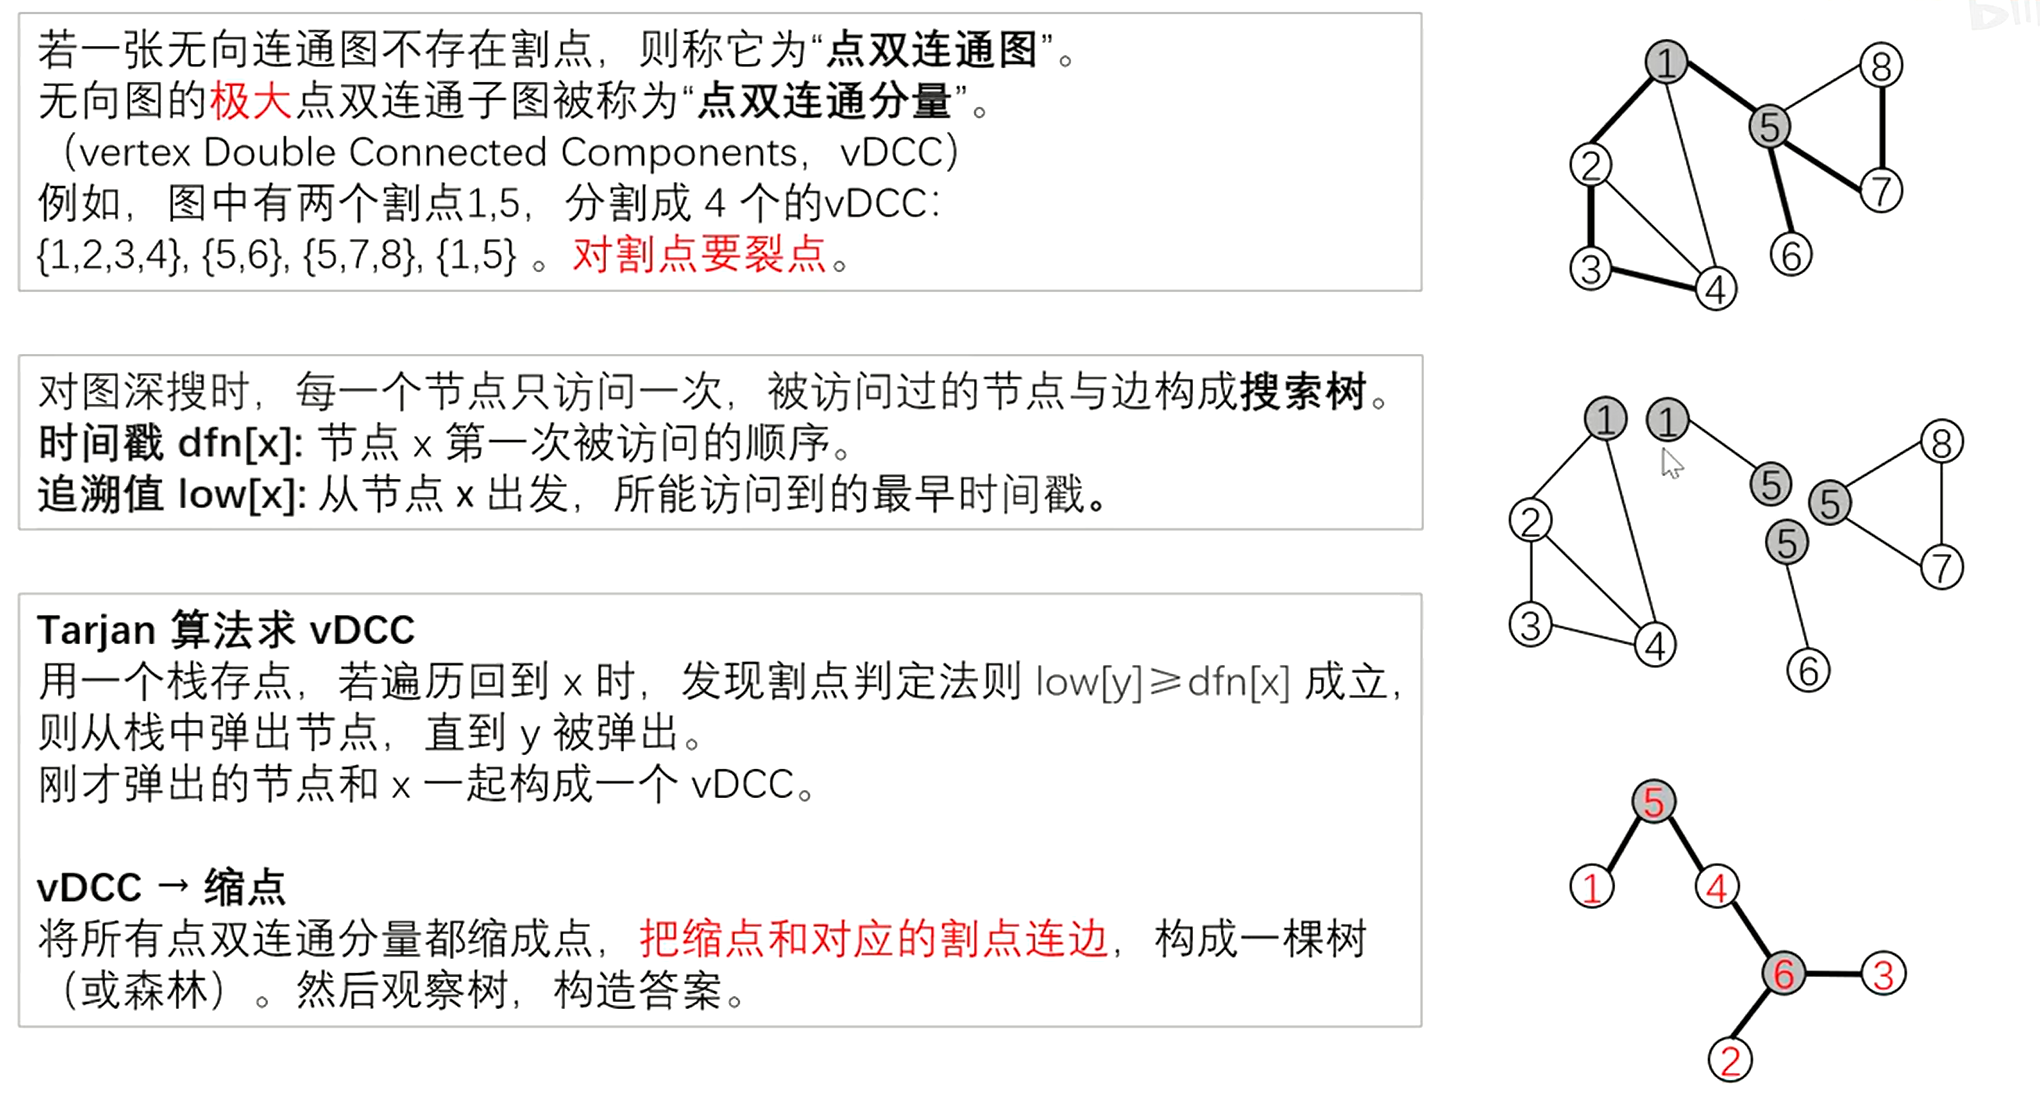 若一张无向连通图不存在割点，则称它为“点双连通图”。
无向图的极大点双连通子图被称为“点双连通分量”。
（vertex Double Connected Components，vDCC）
例如，图中有两个割点1,5，分割成 4 个的vDCC：
{1,2,3,4}, {5,6}, {5,7,8}, {1,5} 。对割点要裂点。
对图深搜时，每一个节点只访问一次，被访问过的节点与边构成搜索树。
时间戳 dfn[x]: 节点 x 第一次被访问的顺序。
追溯值 low[x]: 从节点 x 出发，所能访问到的最早时间戳。
Tarjan 算法求 vDCC
用一个栈存点，若遍历回到 x 时，发现割点判定法则 low[y]⩾dfn[x] 成立，
则从栈中弹出节点，直到 y 被弹出。
刚才弹出的节点和 x 一起构成一个 vDCC。
vDCC → 缩点
将所有点双连通分量都缩成点，把缩点和对应的割点连边，构成一棵树
（或森林）。然后观察树，构造答案。
1
8
5
2
7
6
3
4
1
1
8
5
5
2
5
7
3
4
6
5
1
4
6
3
2